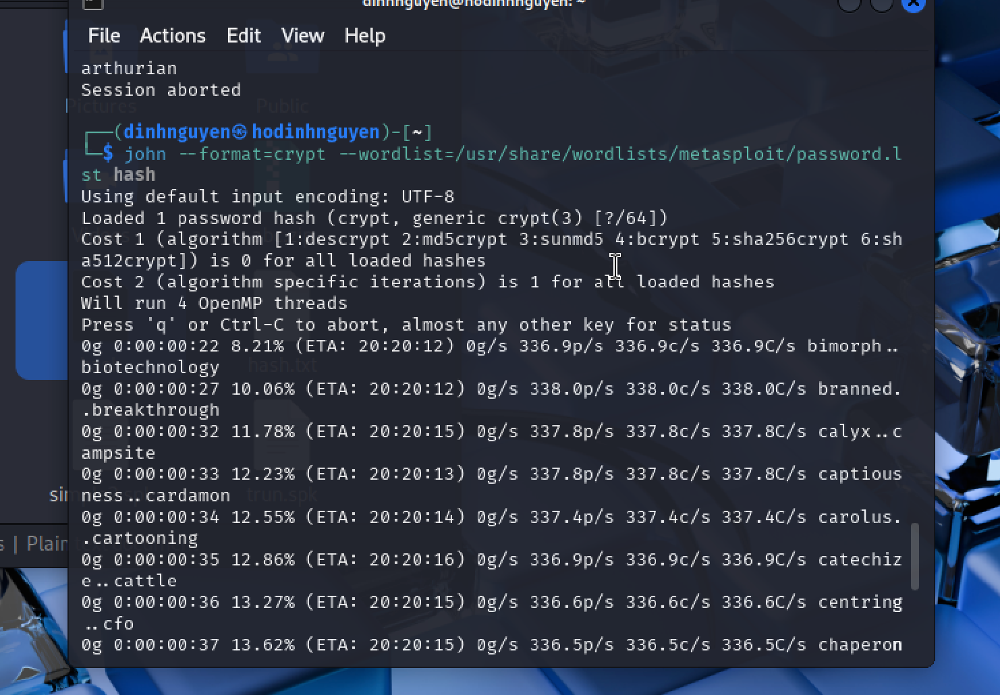 dinhnguyen@hodinhnguyen: ~
File Actions Edit View Help
arthurian
Session aborted
Pictures Public
┌──(dinhnguyen㉿hodinhnguyen)-[~]
└─$ john --format=crypt --wordlist=/usr/share/wordlists/metasploit/password.l
st hash
Using default input encoding: UTF-8
Loaded 1 password hash (crypt, generic crypt(3) [?/64])
Cost 1 (algorithm [1:descrypt 2:md5crypt 3:sunmd5 4:bcrypt 5:sha256crypt 6:sh
a512crypt]) is 0 for all loaded hashes
Cost 2 (algorithm specific iterations) is 1 for all loaded hashes
Will run 4 OpenMP threads
Press 'q' or Ctrl-C to abort, almost any other key for status
0g 0:00:00:22 8.21% (ETA: 20:20:12) 0g/s 336.9p/s 336.9c/s 336.9C/s bimorph..
biotechnology
hash.txt
0g 0:00:00:27 10.06% (ETA: 20:20:12) 0g/s 338.0p/s 338.0c/s 338.0C/s branned.
.breakthrough
0g 0:00:00:32 11.78% (ETA: 20:20:15) 0g/s 337.8p/s 337.8c/s 337.8C/s calyx..c
ampsite
0g 0:00:00:33 12.23% (ETA: 20:20:13) 0g/s 337.8p/s 337.8c/s 337.8C/s captious
ness..cardamon
trun.spk
0g 0:00:00:34 12.55% (ETA: 20:20:14) 0g/s 337.4p/s 337.4c/s 337.4C/s carolus.
.cartooning
s | Plain
0g 0:00:00:35 12.86% (ETA: 20:20:16) 0g/s 336.9p/s 336.9c/s 336.9C/s catechiz
e..cattle
0g 0:00:00:36 13.27% (ETA: 20:20:15) 0g/s 336.6p/s 336.6c/s 336.6C/s centring
..cfo
0g 0:00:00:37 13.62% (ETA: 20:20:15) 0g/s 336.5p/s 336.5c/s 336.5C/s chaperon